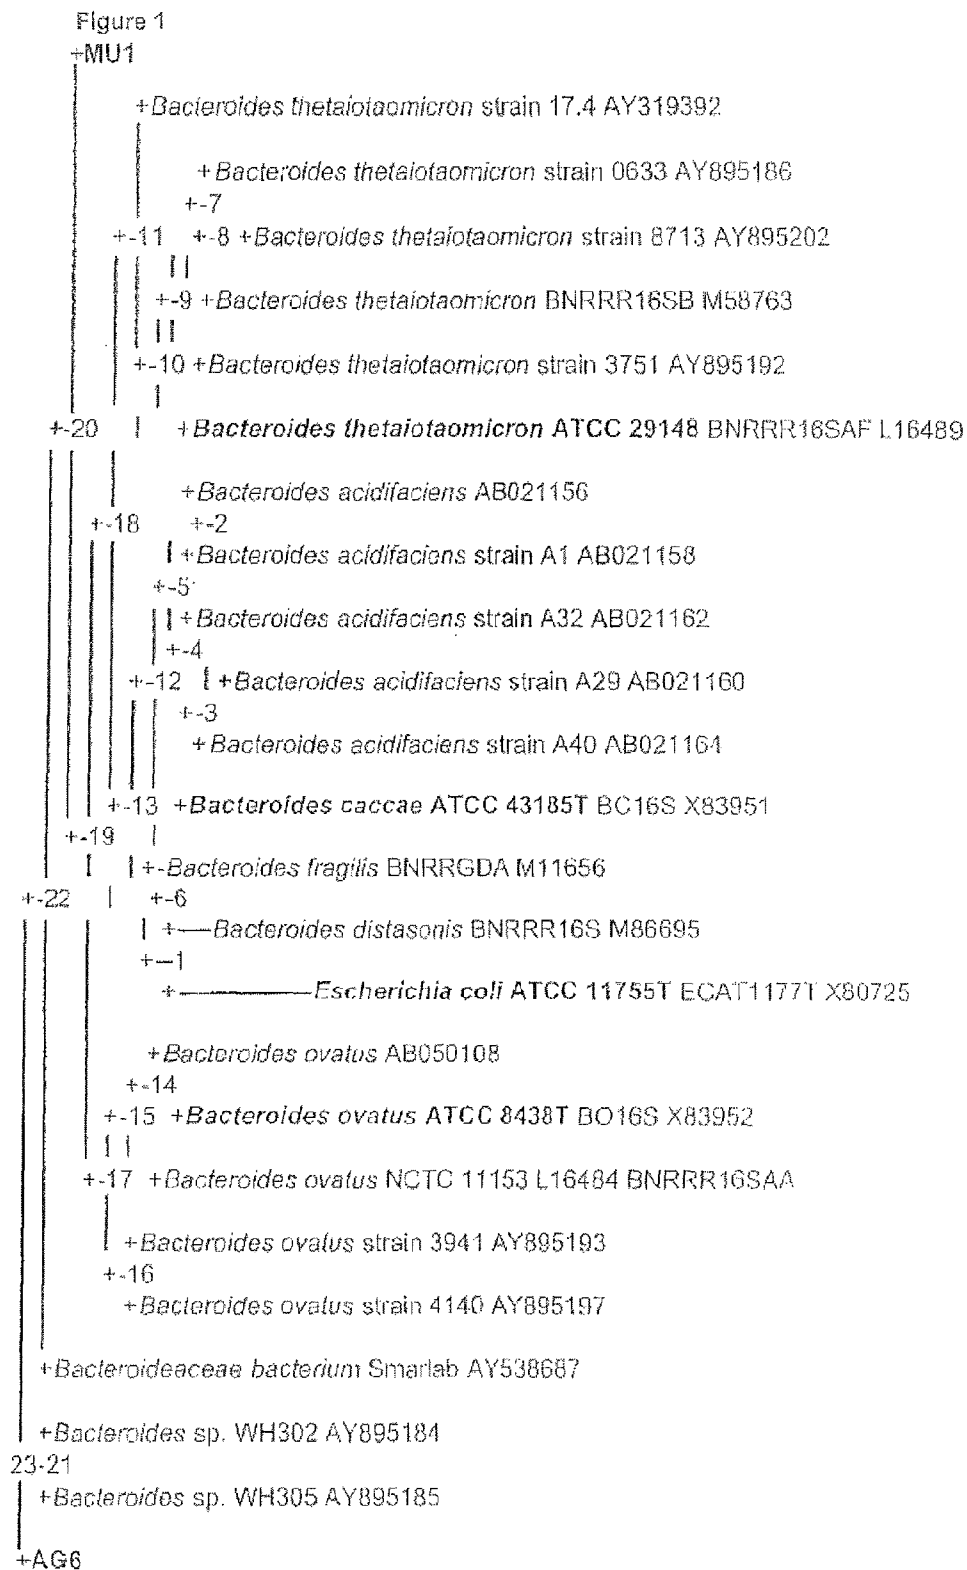 Figure 1
+MU1
+Bacteroides thetaiotaomicron strain 17.4 AY319392
+Bacteroides thetaiotaomicron strain 0633 AY895186
+-7
+-11 +-8 +Bacteroides thetaiotaomicron strain 8713 AY895202
+-9 +Bacteroides thetaiotaomicron BNRRR16SB M58763
+-10 +Bacteroides thetaiotaomicron strain 3751 AY895192
+-20 +Bacteroides thetaiotaomicron ATCC 29148 BNRRR16SAF L16489
+Bacteroides acidifaciens AB021156
+-18 +-2
+Bacteroides acidifaciens strain A1 AB021158
+-5
+Bacteroides acidifaciens strain A32 AB021162
+-4
+-12 +Bacteroides acidifaciens strain A29 AB021160
+-3
+Bacteroides acidifaciens strain A40 AB021164
+-13 +Bacteroides caccae ATCC 43185T BC16S X83951
+-19
+-Bacteroides fragilis BNRRGDA M11656
+-22 +-6
+—Bacteroides distasonis BNRRR16S M86695
+—1
+————Escherichia coli ATCC 11755T ECAT1177T X80725
+Bacteroides ovatus AB050108
+-14
+-15 +Bacteroides ovatus ATCC 8438T BO16S X83952
+-17 +Bacteroides ovatus NCTC 11153 L16484 BNRRR16SAA
+Bacteroides ovatus strain 3941 AY895193
+-16
+Bacteroides ovatus strain 4140 AY895197
+Bacteroideaceae bacterium Smarlab AY538687
+Bacteroides sp. WH302 AY895184
23-21
+Bacteroides sp. WH305 AY895185
+AG6